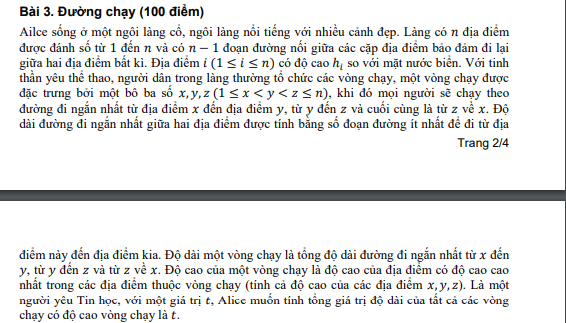 Bài 3. Đường chạy (100 điểm)
Ailce sống ở một ngôi làng cổ, ngôi làng nổi tiếng với nhiều cảnh đẹp. Làng có n địa điểm
được đánh số từ 1 đến n và có n − 1 đoạn đường nối giữa các cặp địa điểm bảo đảm đi lại
giữa hai địa điểm bất kì. Địa điểm i (1 ≤ i ≤ n) có độ cao hᵢ so với mặt nước biển. Với tinh
thần yêu thể thao, người dân trong làng thường tổ chức các vòng chạy, một vòng chạy được
đặc trưng bởi một bộ ba số x, y, z (1 ≤ x < y < z ≤ n), khi đó mọi người sẽ chạy theo
đường đi ngắn nhất từ địa điểm x đến địa điểm y, từ y đến z và cuối cùng là từ z về x. Độ
dài đường đi ngắn nhất giữa hai địa điểm được tính bằng số đoạn đường ít nhất để đi từ địa
Trang 2/4
điểm này đến địa điểm kia. Độ dài một vòng chạy là tổng độ dài đường đi ngắn nhất từ x đến
y, từ y đến z và từ z về x. Độ cao của một vòng chạy là độ cao của địa điểm có độ cao cao
nhất trong các địa điểm thuộc vòng chạy (tính cả độ cao của các địa điểm x, y, z). Là một
người yêu Tin học, với một giá trị t, Alice muốn tính tổng giá trị độ dài của tất cả các vòng
chạy có độ cao vòng chạy là t.